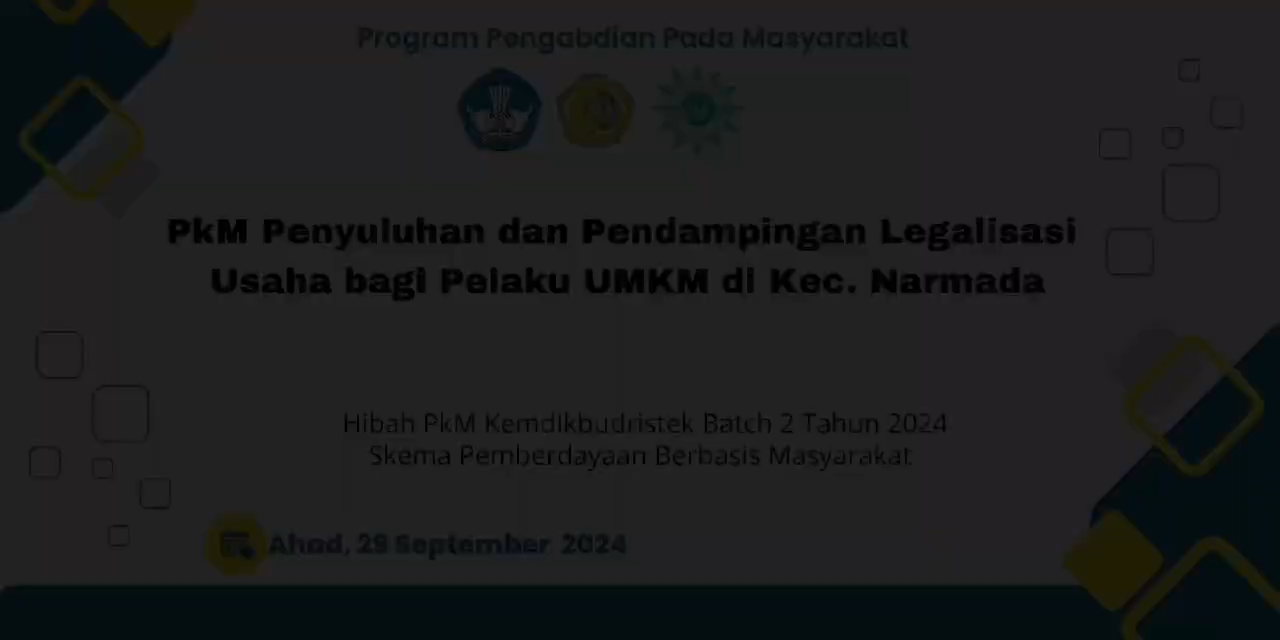 Program Pengabdian Pada Masyarakat
PkM Penyuluhan dan Pendampingan Legalisasi
Usaha bagi Pelaku UMKM di Kec. Narmada
Hibah PkM Kemdikbudristek Batch 2 Tahun 2024
Skema Pemberdayaan Berbasis Masyarakat
Ahad, 29 September 2024